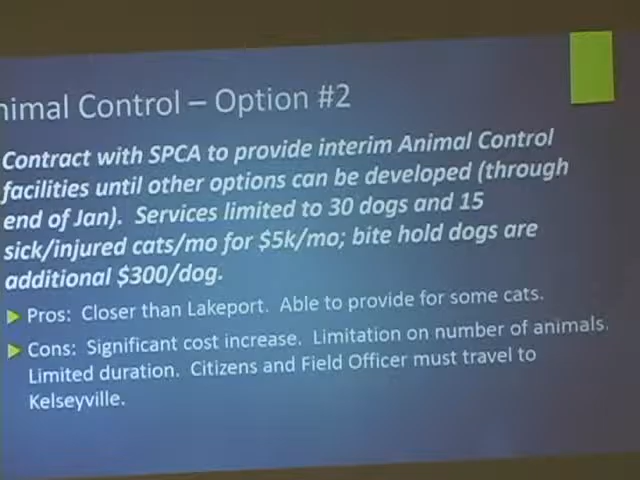 nimal Control – Option #2
Contract with SPCA to provide interim Animal Control
facilities until other options can be developed (through
end of Jan).  Services limited to 30 dogs and 15
sick/injured cats/mo for $5k/mo; bite hold dogs are
additional $300/dog.
Pros:  Closer than Lakeport.  Able to provide for some cats.
Cons:  Significant cost increase.  Limitation on number of animals.
Limited duration.  Citizens and Field Officer must travel to
Kelseyville.